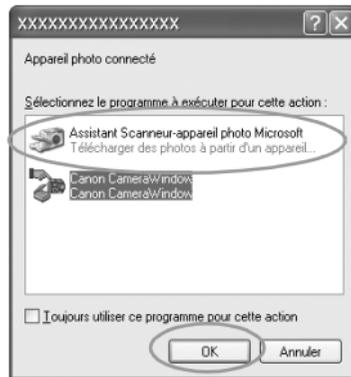 XXXXXXXXXXXXXXXX
Appareil photo connecté
Sélectionnez le programme à exécuter pour cette action :
Assistant Scanneur-appareil photo Microsoft
Télécharger des photos à partir d'un appareil...
Canon CameraWindow
Canon CameraWindow
Toujours utiliser ce programme pour cette action
OK
Annuler